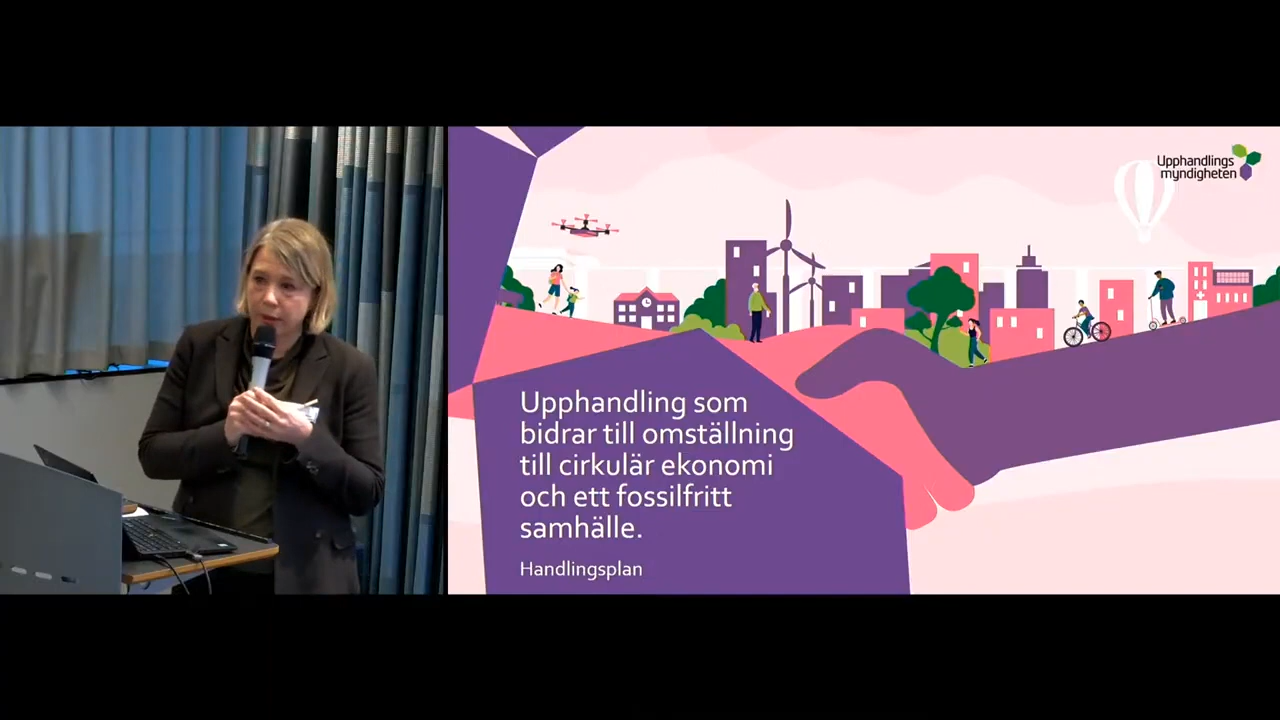 Upphandlings
myndigheten
Upphandling som
bidrar till omställning
till cirkulär ekonomi
och ett fossilfritt
samhälle.
Handlingsplan